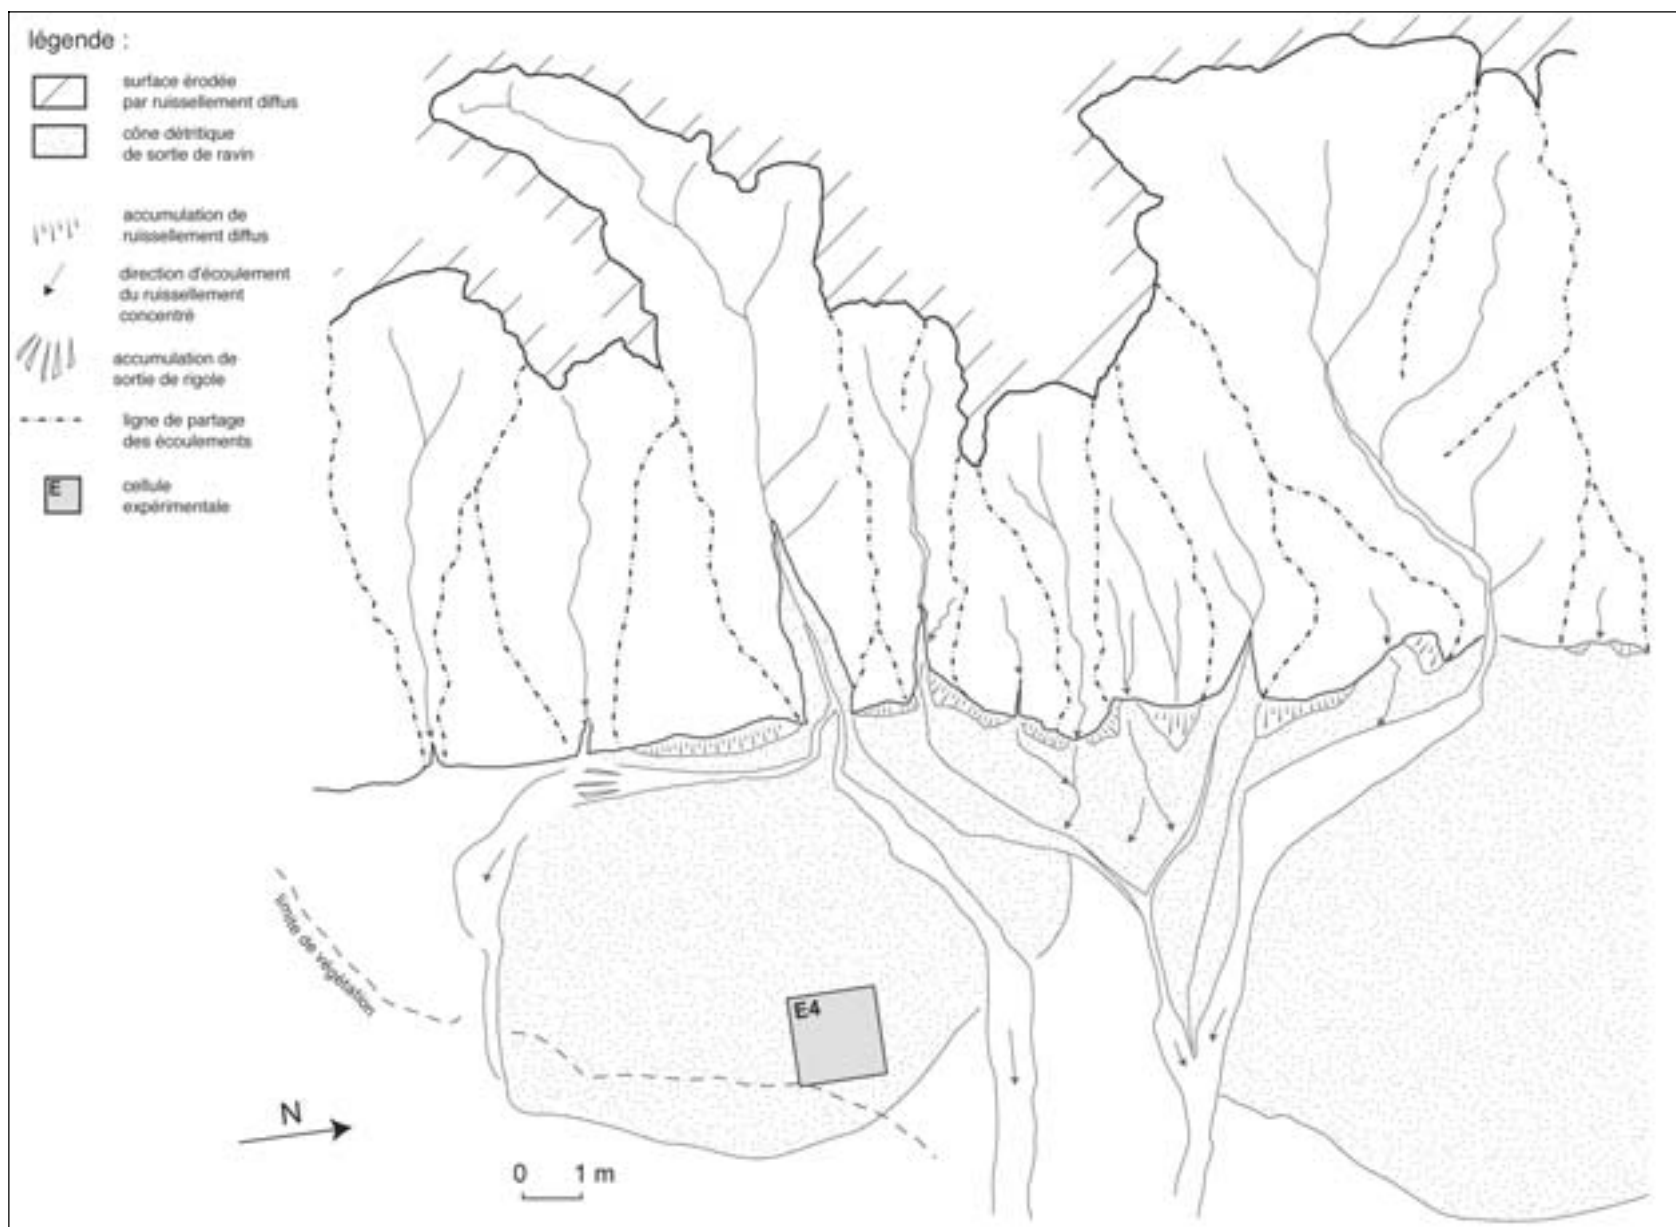 légende :
surface érodée
par ruissellement diffus
cône détritique
de sortie de ravin
accumulation de
ruissellement diffus
direction d'écoulement
du ruissellement
concentré
accumulation de
sortie de rigole
ligne de partage
des écoulements
E
cellule
expérimentale
limite de végétation
E4
N
0 1 m